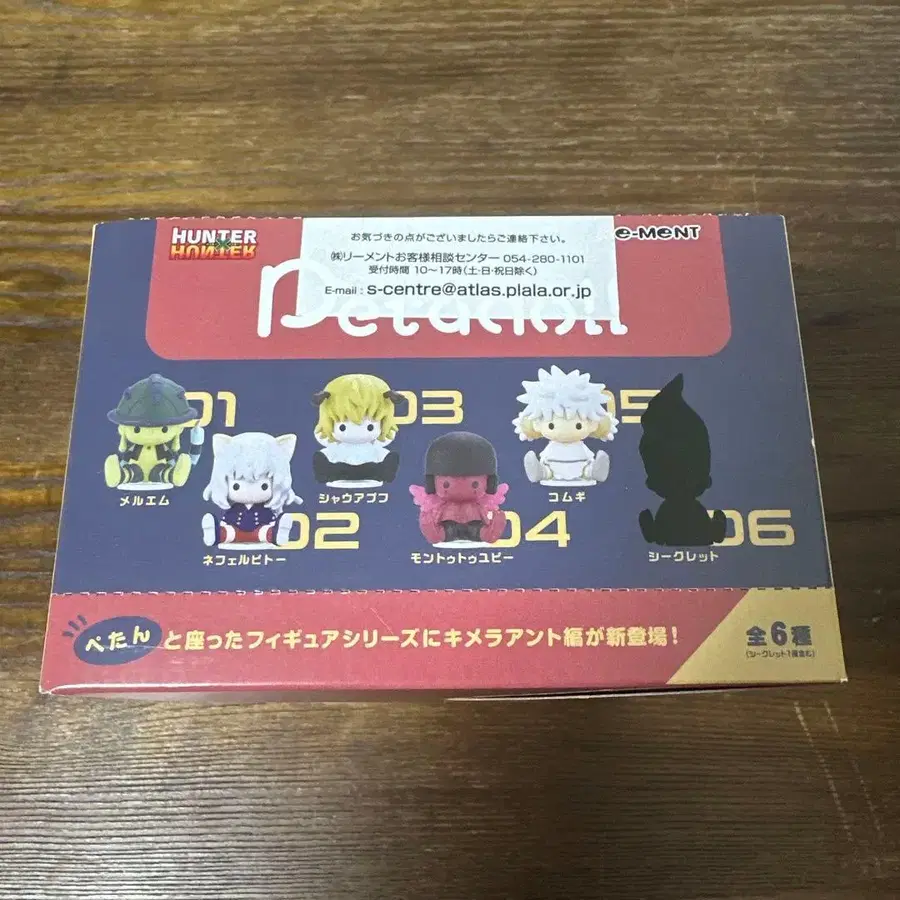 HUNTER
HUNTER
お気づきの点がございましたらご連絡下さい。
㈱リーメントお客様相談センター 054-280-1101
受付時間 10～17時(土・日・祝日除く)
E-mail : s-centre@atlas.plala.or.jp
e-MeNT
Petadoll
01
メルエム
02
ネフェルピトー
03
シャウアプフ
04
モントゥトゥユピー
05
コムギ
06
シークレット
ぺたん と座ったフィギュアシリーズにキメラアント編が新登場!
全6種
(シークレット1種含む)